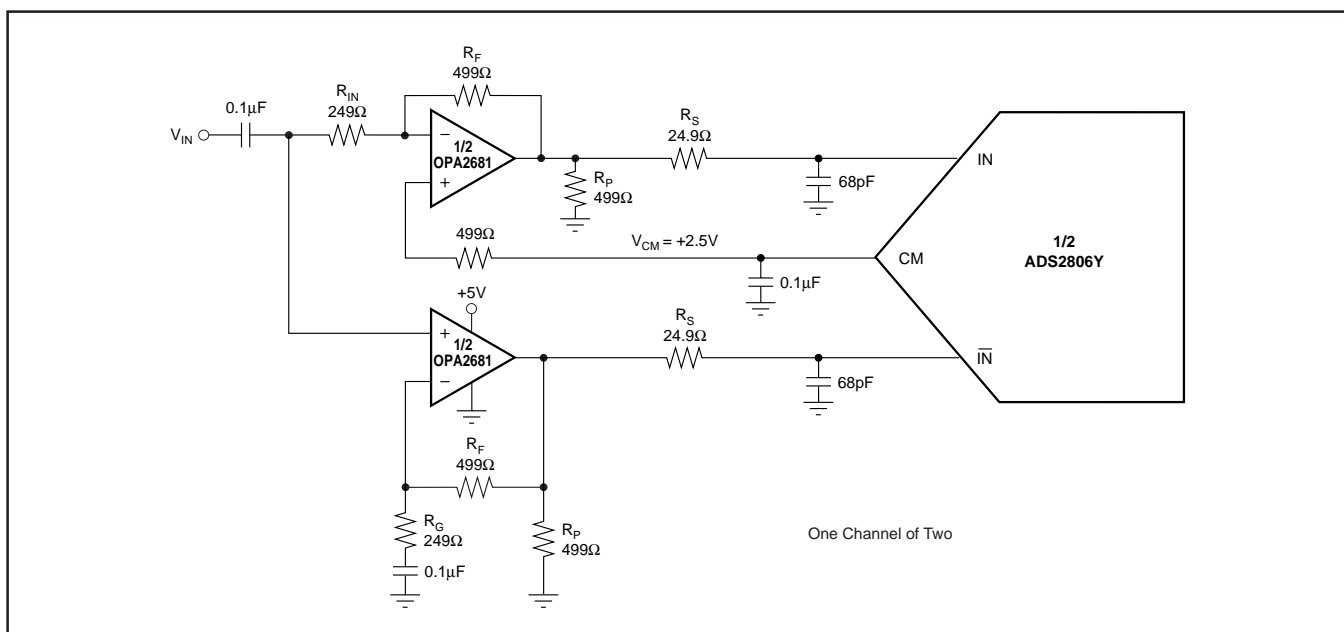 R_F
499Ω
0.1μF
R_IN
249Ω
V_IN
−
+
1/2
OPA2681
R_P
499Ω
R_S
24.9Ω
68pF
IN
499Ω
V_CM = +2.5V
0.1μF
CM
1/2
ADS2806Y
+5V
+
−
1/2
OPA2681
R_S
24.9Ω
68pF
I̅N̅
R_F
499Ω
R_G
249Ω
0.1μF
R_P
499Ω
One Channel of Two